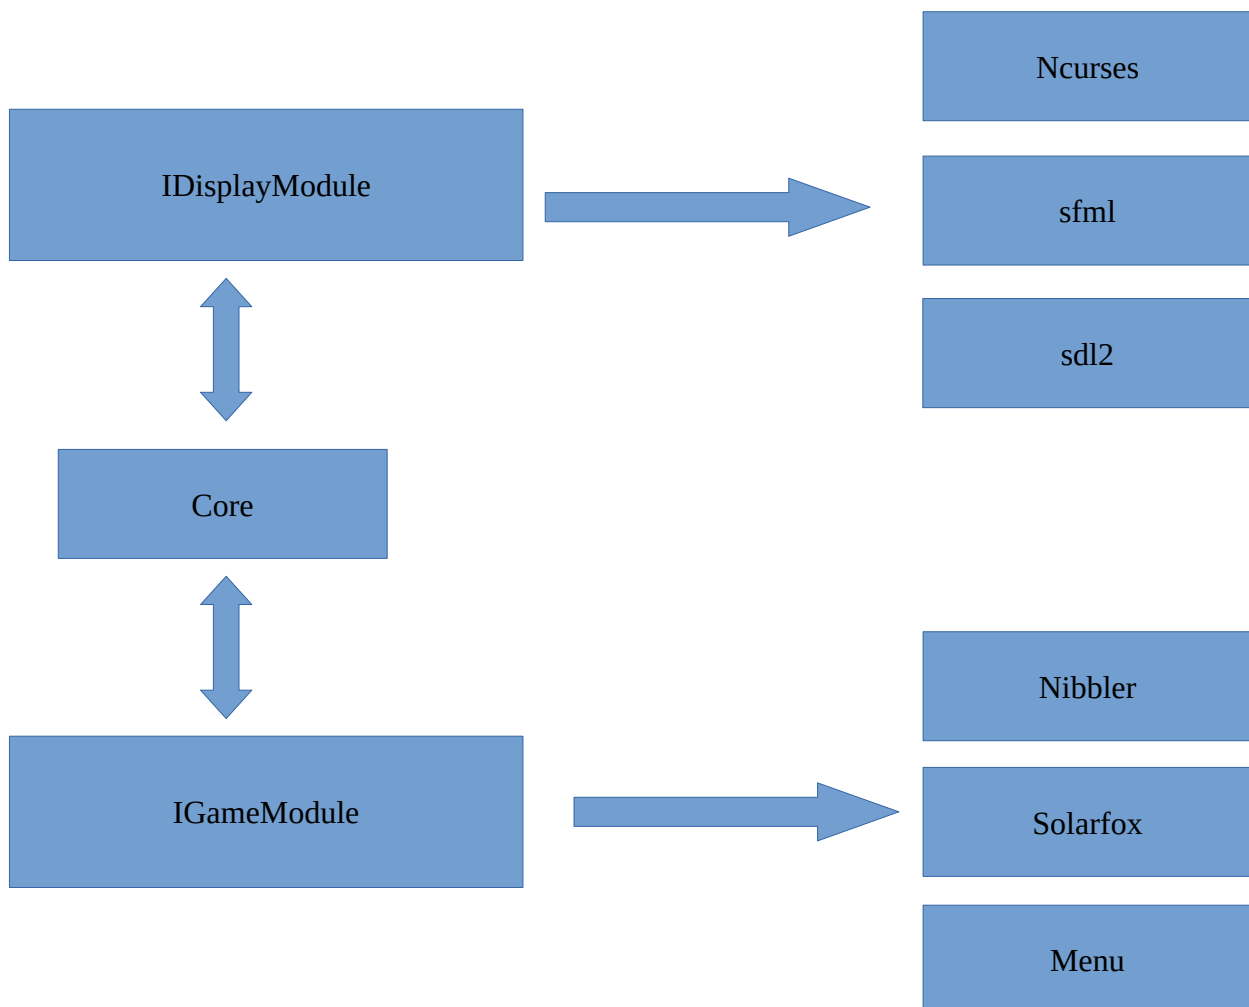 Ncurses
IDisplayModule
sfml
sdl2
Core
Nibbler
IGameModule
Solarfox
Menu